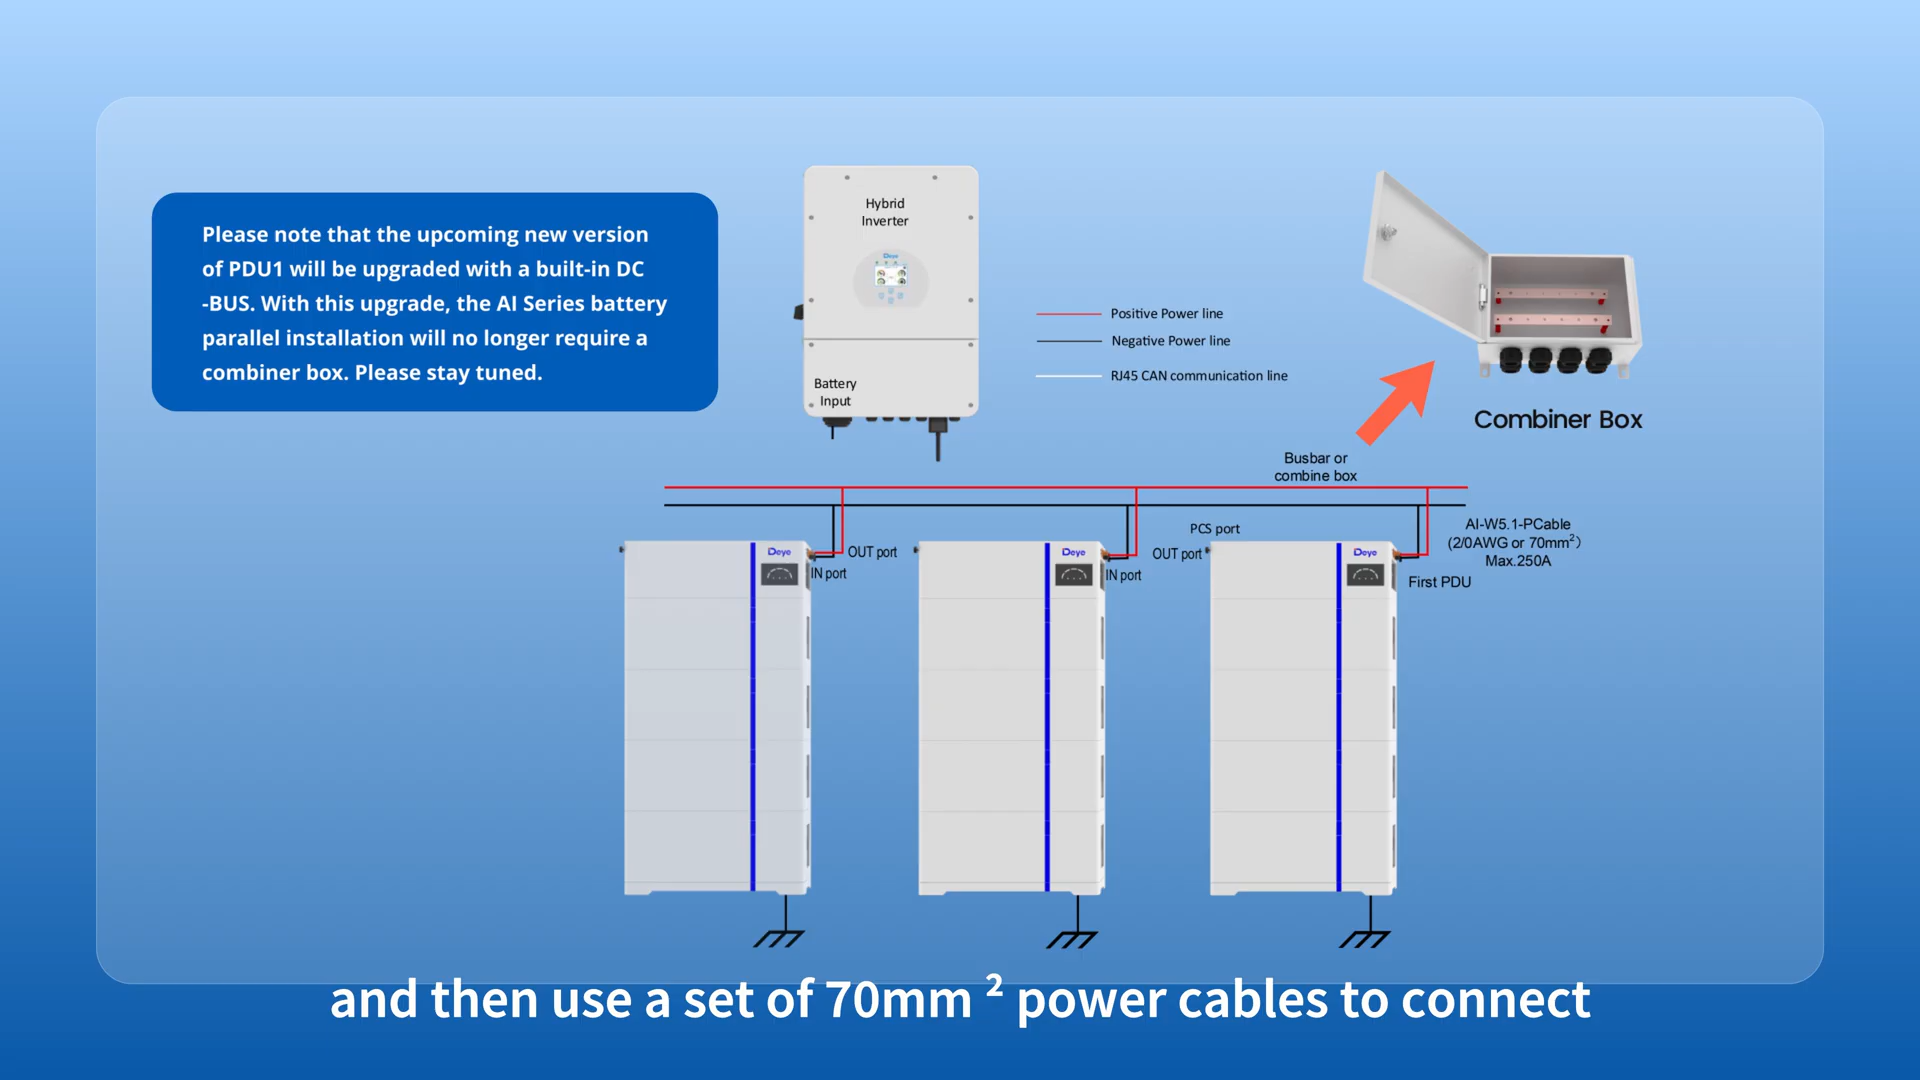 Please note that the upcoming new version
of PDU1 will be upgraded with a built-in DC
-BUS. With this upgrade, the AI Series battery
parallel installation will no longer require a
combiner box. Please stay tuned.
Hybrid
Inverter
Deye
Battery
Input
Positive Power line
Negative Power line
RJ45 CAN communication line
Combiner Box
Busbar or
combine box
Deye
OUT port
IN port
Deye
IN port
PCS port
OUT port
Deye
First PDU
AI-W5.1-PCable
(2/0AWG or 70mm²)
Max.250A
and then use a set of 70mm ² power cables to connect